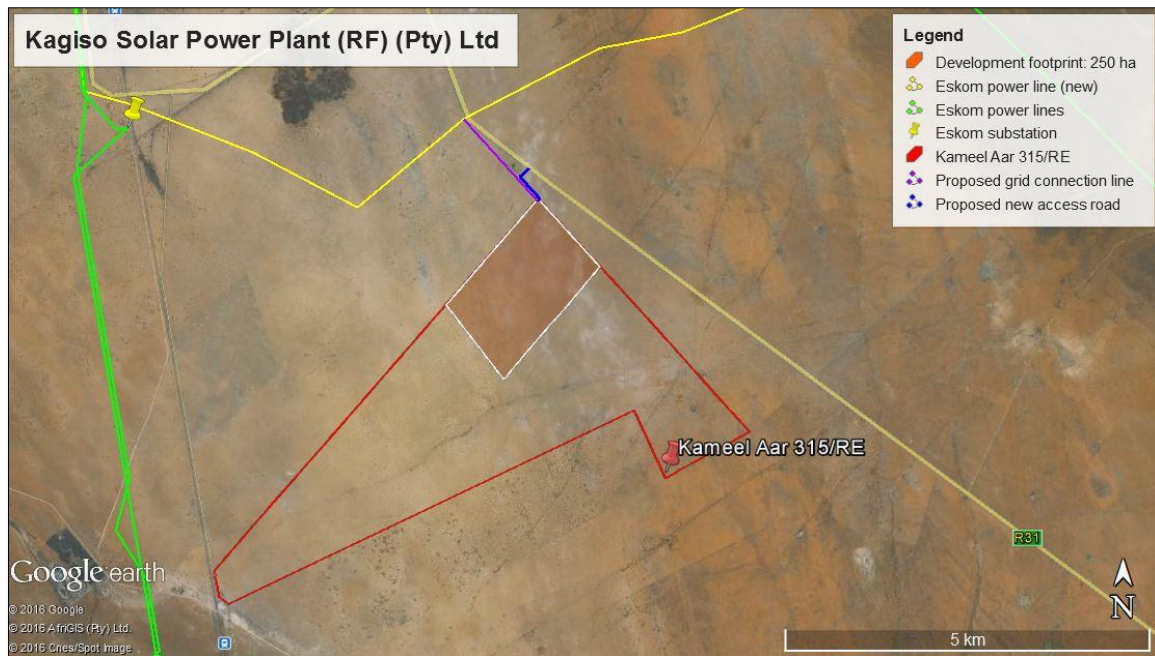 Kagiso Solar Power Plant (RF) (Pty) Ltd
Legend
Development footprint: 250 ha
Eskom power line (new)
Eskom power lines
Eskom substation
Kameel Aar 315/RE
Proposed grid connection line
Proposed new access road
Kameel Aar 315/RE
R31
Google earth
© 2016 Google
© 2016 AfriGIS (Pty) Ltd.
© 2016 Cnes/Spot Image
N
5 km